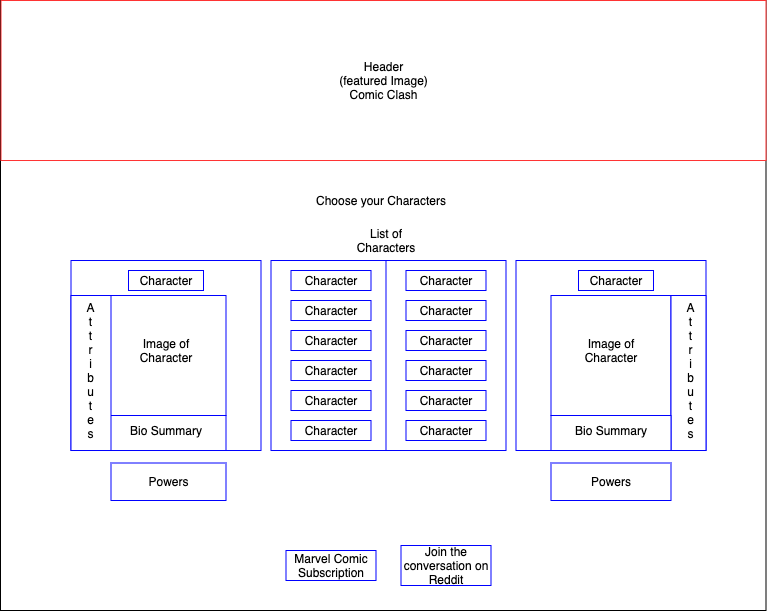 Header
(featured Image)
Comic Clash
Choose your Characters
List of
Characters
Character
Attributes
Image of
Character
Bio Summary
Powers
Character Character
Character Character
Character Character
Character Character
Character Character
Character Character
Character
Image of
Character
Attributes
Bio Summary
Powers
Marvel Comic
Subscription
Join the
conversation on
Reddit